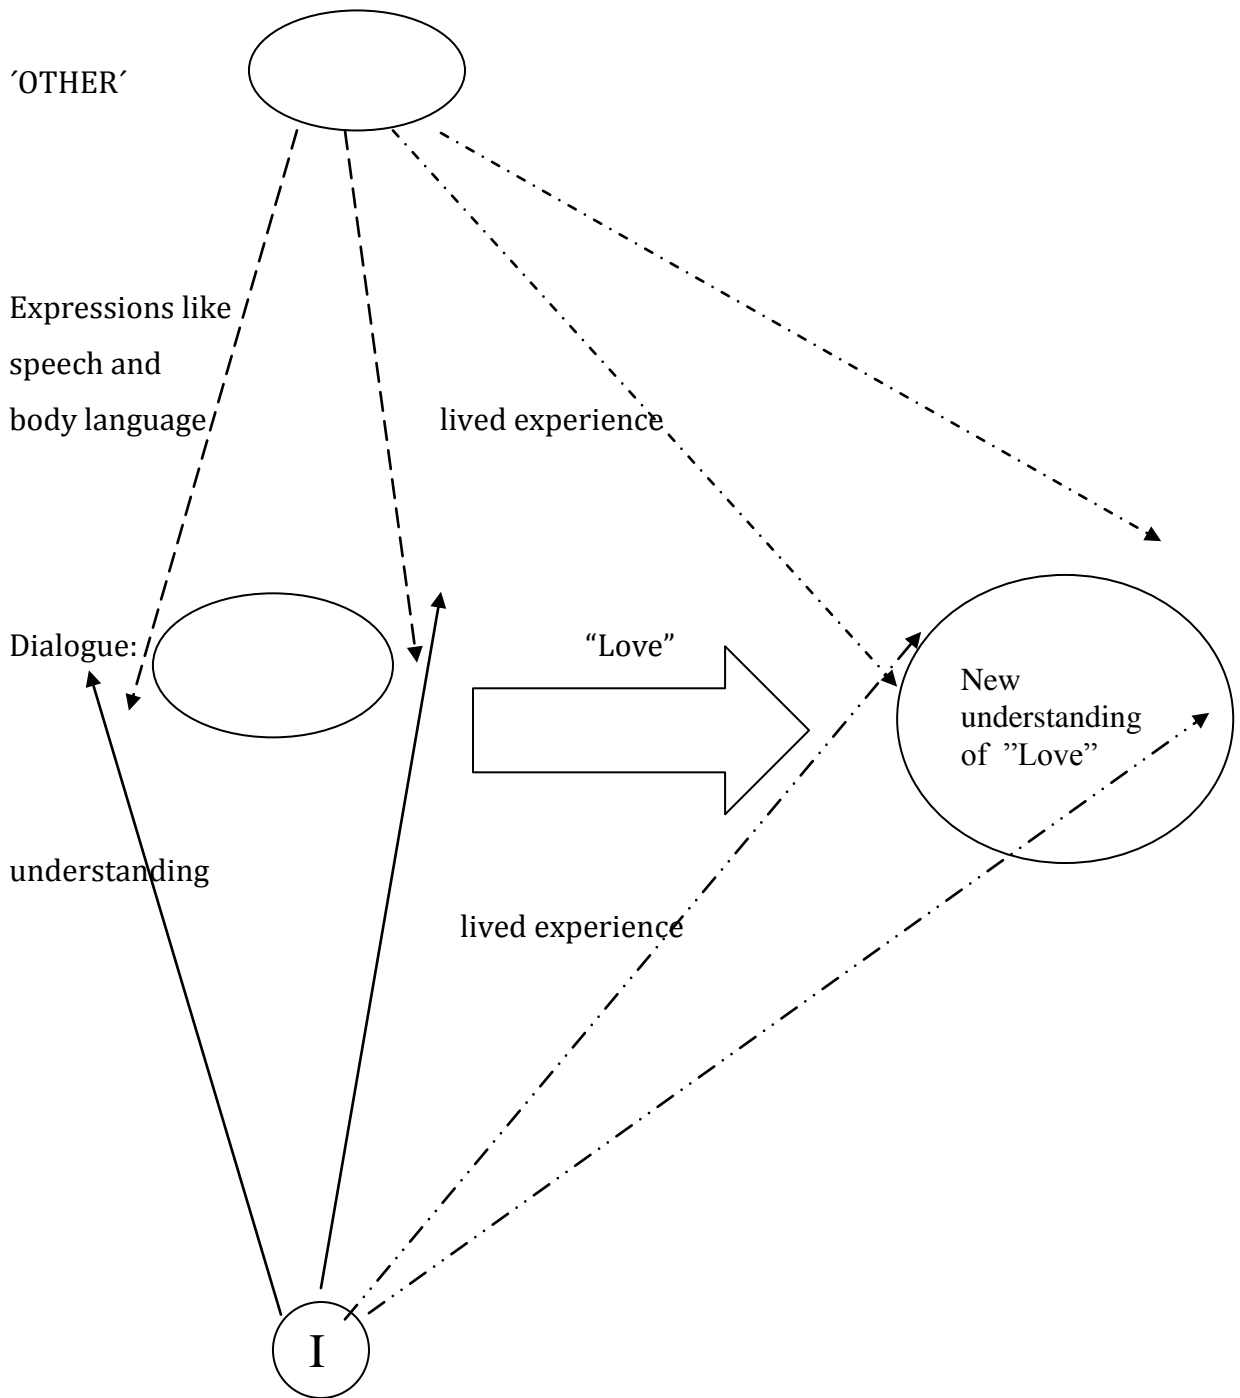 ´OTHER´
Expressions like
speech and
body language
lived experience
Dialogue:
“Love”
New
understanding
of ”Love”
understanding
lived experience
I